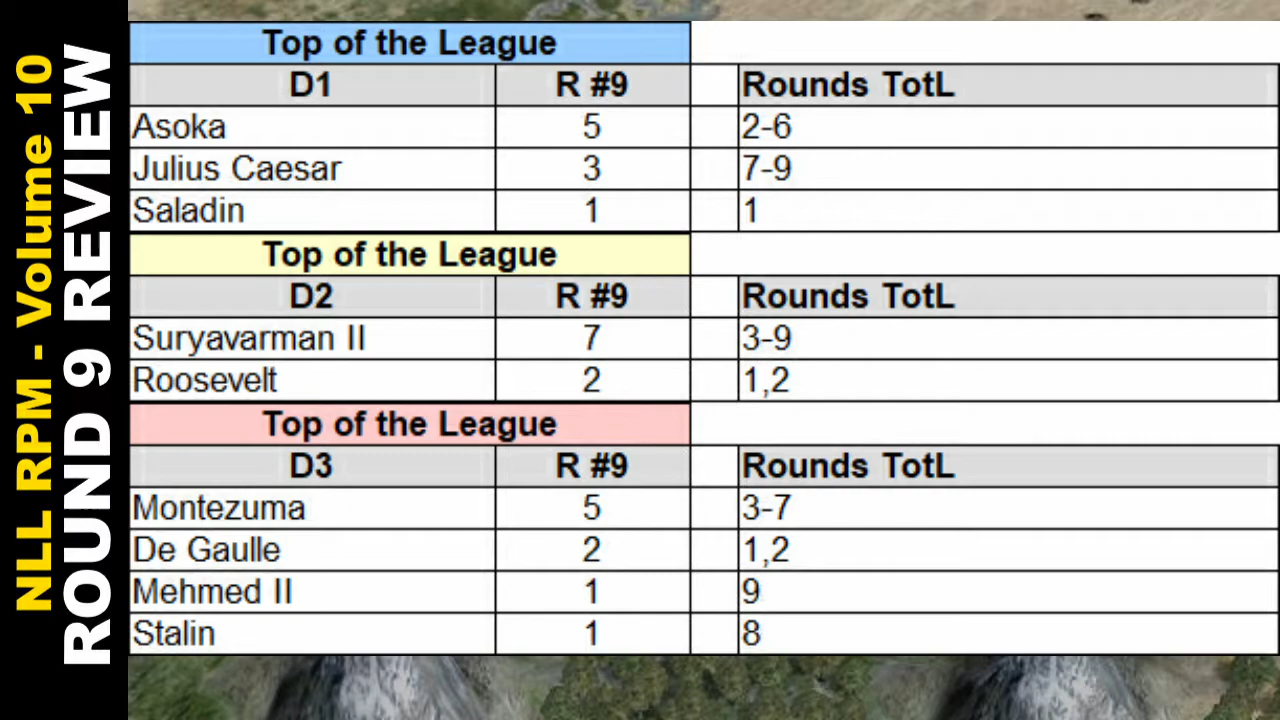 NLL RPM - Volume 10
ROUND 9 REVIEW
Top of the League
D1 R #9 Rounds TotL
Asoka 5 2-6
Julius Caesar 3 7-9
Saladin 1 1
Top of the League
D2 R #9 Rounds TotL
Suryavarman II 7 3-9
Roosevelt 2 1,2
Top of the League
D3 R #9 Rounds TotL
Montezuma 5 3-7
De Gaulle 2 1,2
Mehmed II 1 9
Stalin 1 8